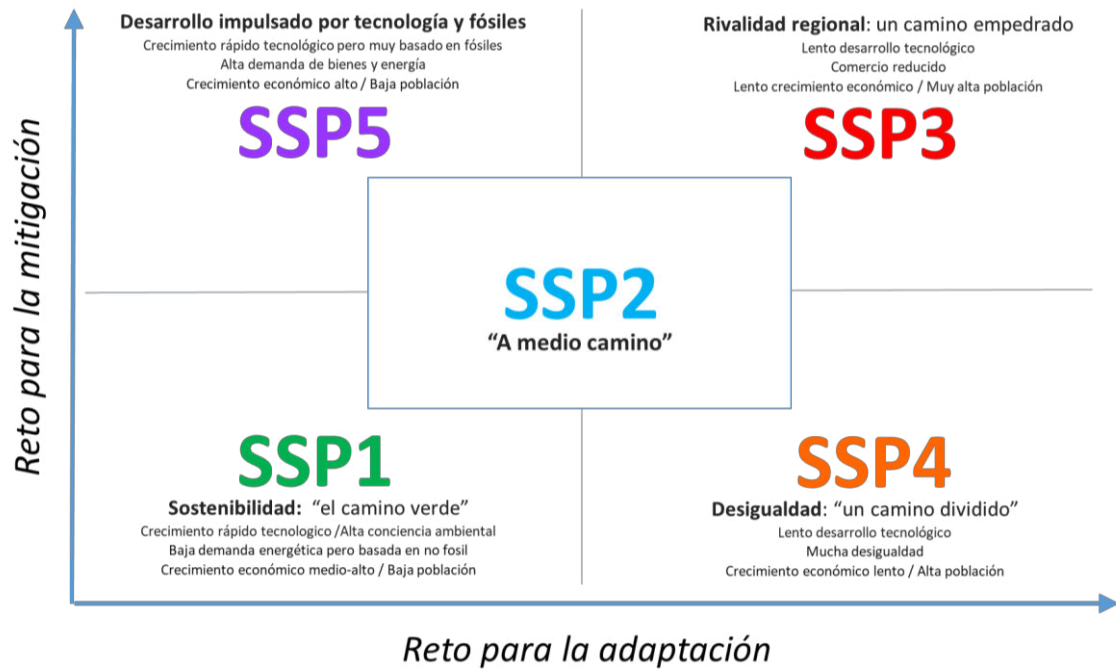 Desarrollo impulsado por tecnología y fósiles
Crecimiento rápido tecnológico pero muy basado en fósiles
Alta demanda de bienes y energía
Crecimiento económico alto / Baja población
SSP5
Rivalidad regional: un camino empedrado
Lento desarrollo tecnológico
Comercio reducido
Lento crecimiento económico / Muy alta población
SSP3
Reto para la mitigación
SSP2
“A medio camino”
SSP1
Sostenibilidad: “el camino verde”
Crecimiento rápido tecnologico /Alta conciencia ambiental
Baja demanda energética pero basada en no fosil
Crecimiento económico medio-alto / Baja población
SSP4
Desigualdad: “un camino dividido”
Lento desarrollo tecnológico
Mucha desigualdad
Crecimiento económico lento / Alta población
Reto para la adaptación